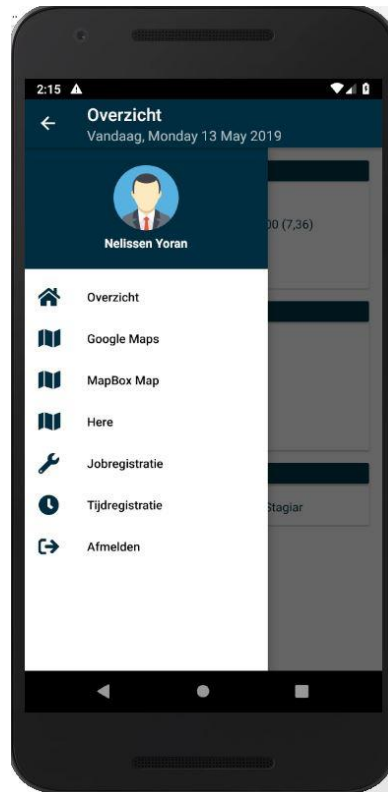 2:15
Overzicht
Vandaag, Monday 13 May 2019
00 (7,36)
Nelissen Yoran
Overzicht
Google Maps
MapBox Map
Here
Jobregistratie
Tijdregistratie
Stagiar
Afmelden